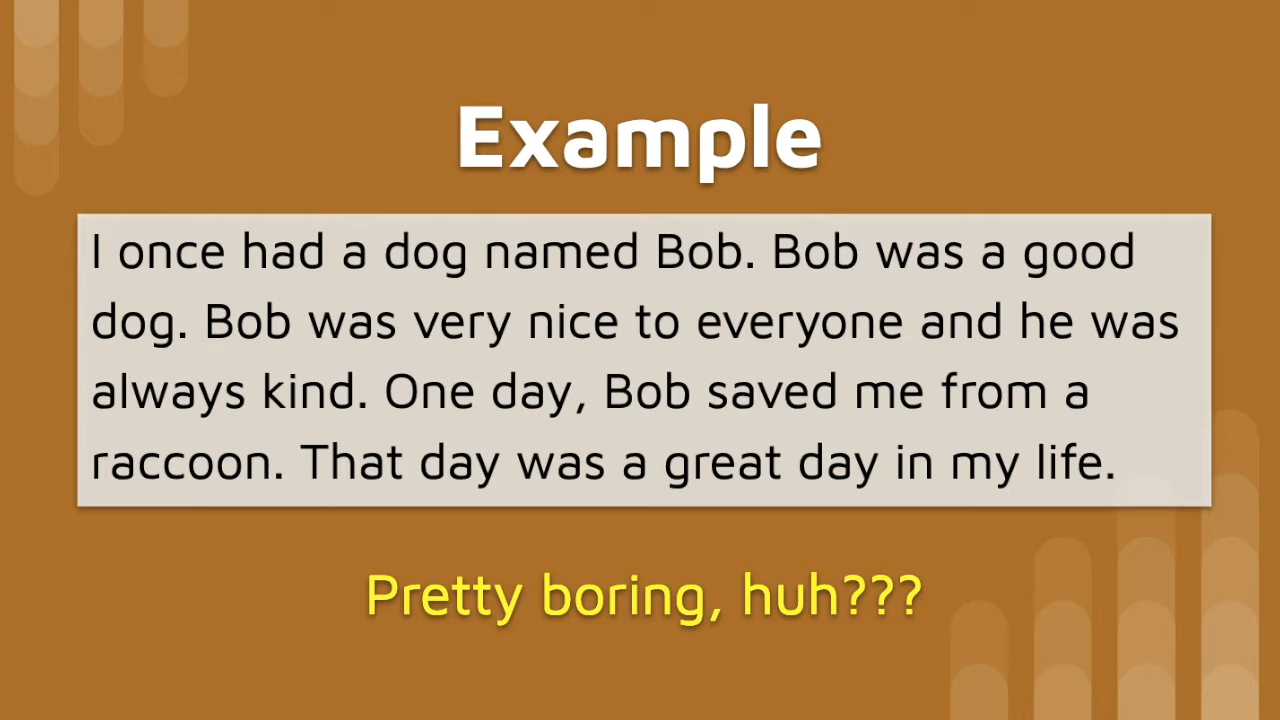 Example
I once had a dog named Bob. Bob was a good
dog. Bob was very nice to everyone and he was
always kind. One day, Bob saved me from a
raccoon. That day was a great day in my life.
Pretty boring, huh???